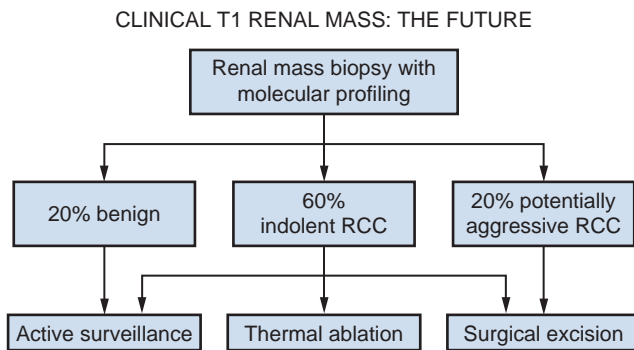 CLINICAL T1 RENAL MASS: THE FUTURE
Renal mass biopsy with
molecular profiling
20% benign
60%
indolent RCC
20% potentially
aggressive RCC
Active surveillance
Thermal ablation
Surgical excision